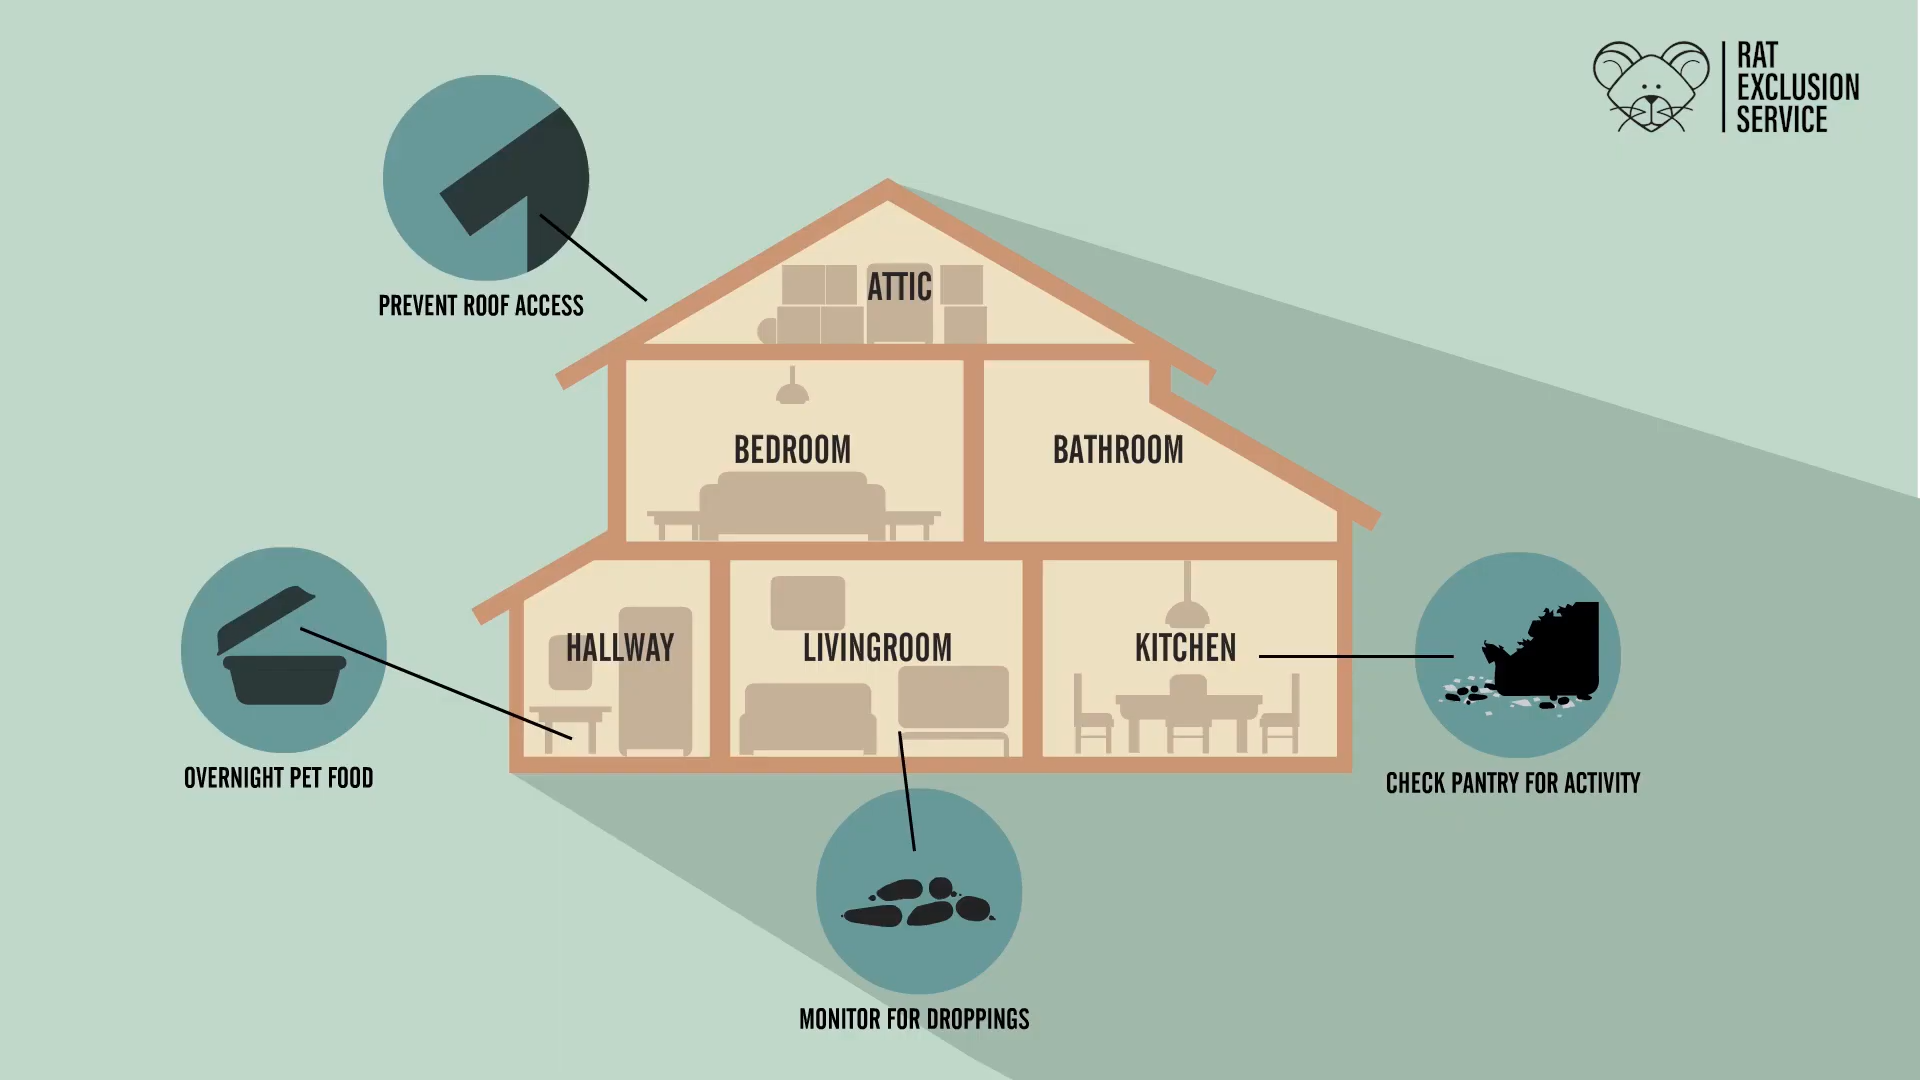 RAT
EXCLUSION
SERVICE
PREVENT ROOF ACCESS
ATTIC
BEDROOM
BATHROOM
HALLWAY
LIVINGROOM
KITCHEN
OVERNIGHT PET FOOD
CHECK PANTRY FOR ACTIVITY
MONITOR FOR DROPPINGS